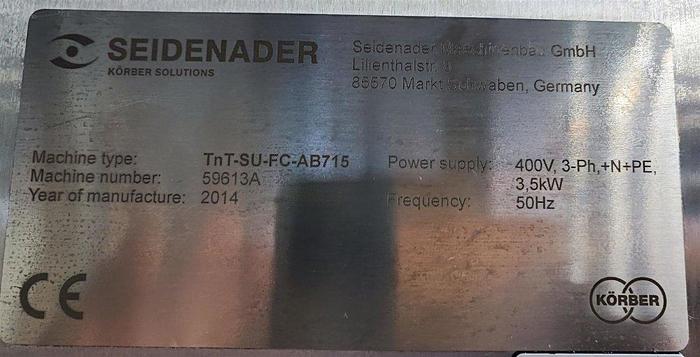 SEIDENADER
KÖRBER SOLUTIONS
Seidenader Maschinenbau GmbH
Lilienthalstr. 8
85570 Markt Schwaben, Germany
Machine type: TnT-SU-FC-AB715
Machine number: 59613A
Year of manufacture: 2014
Power supply: 400V, 3-Ph,+N+PE,
3,5kW
Frequency: 50Hz
CE
KÖRBER